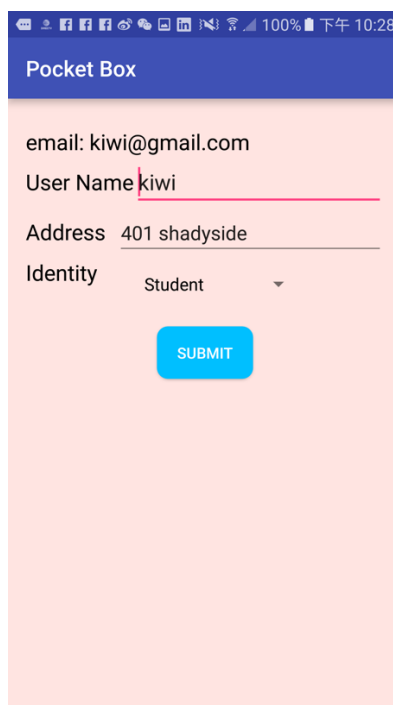 100% 下午 10:28
Pocket Box
email: kiwi@gmail.com
User Name kiwi
Address 401 shadyside
Identity Student
SUBMIT